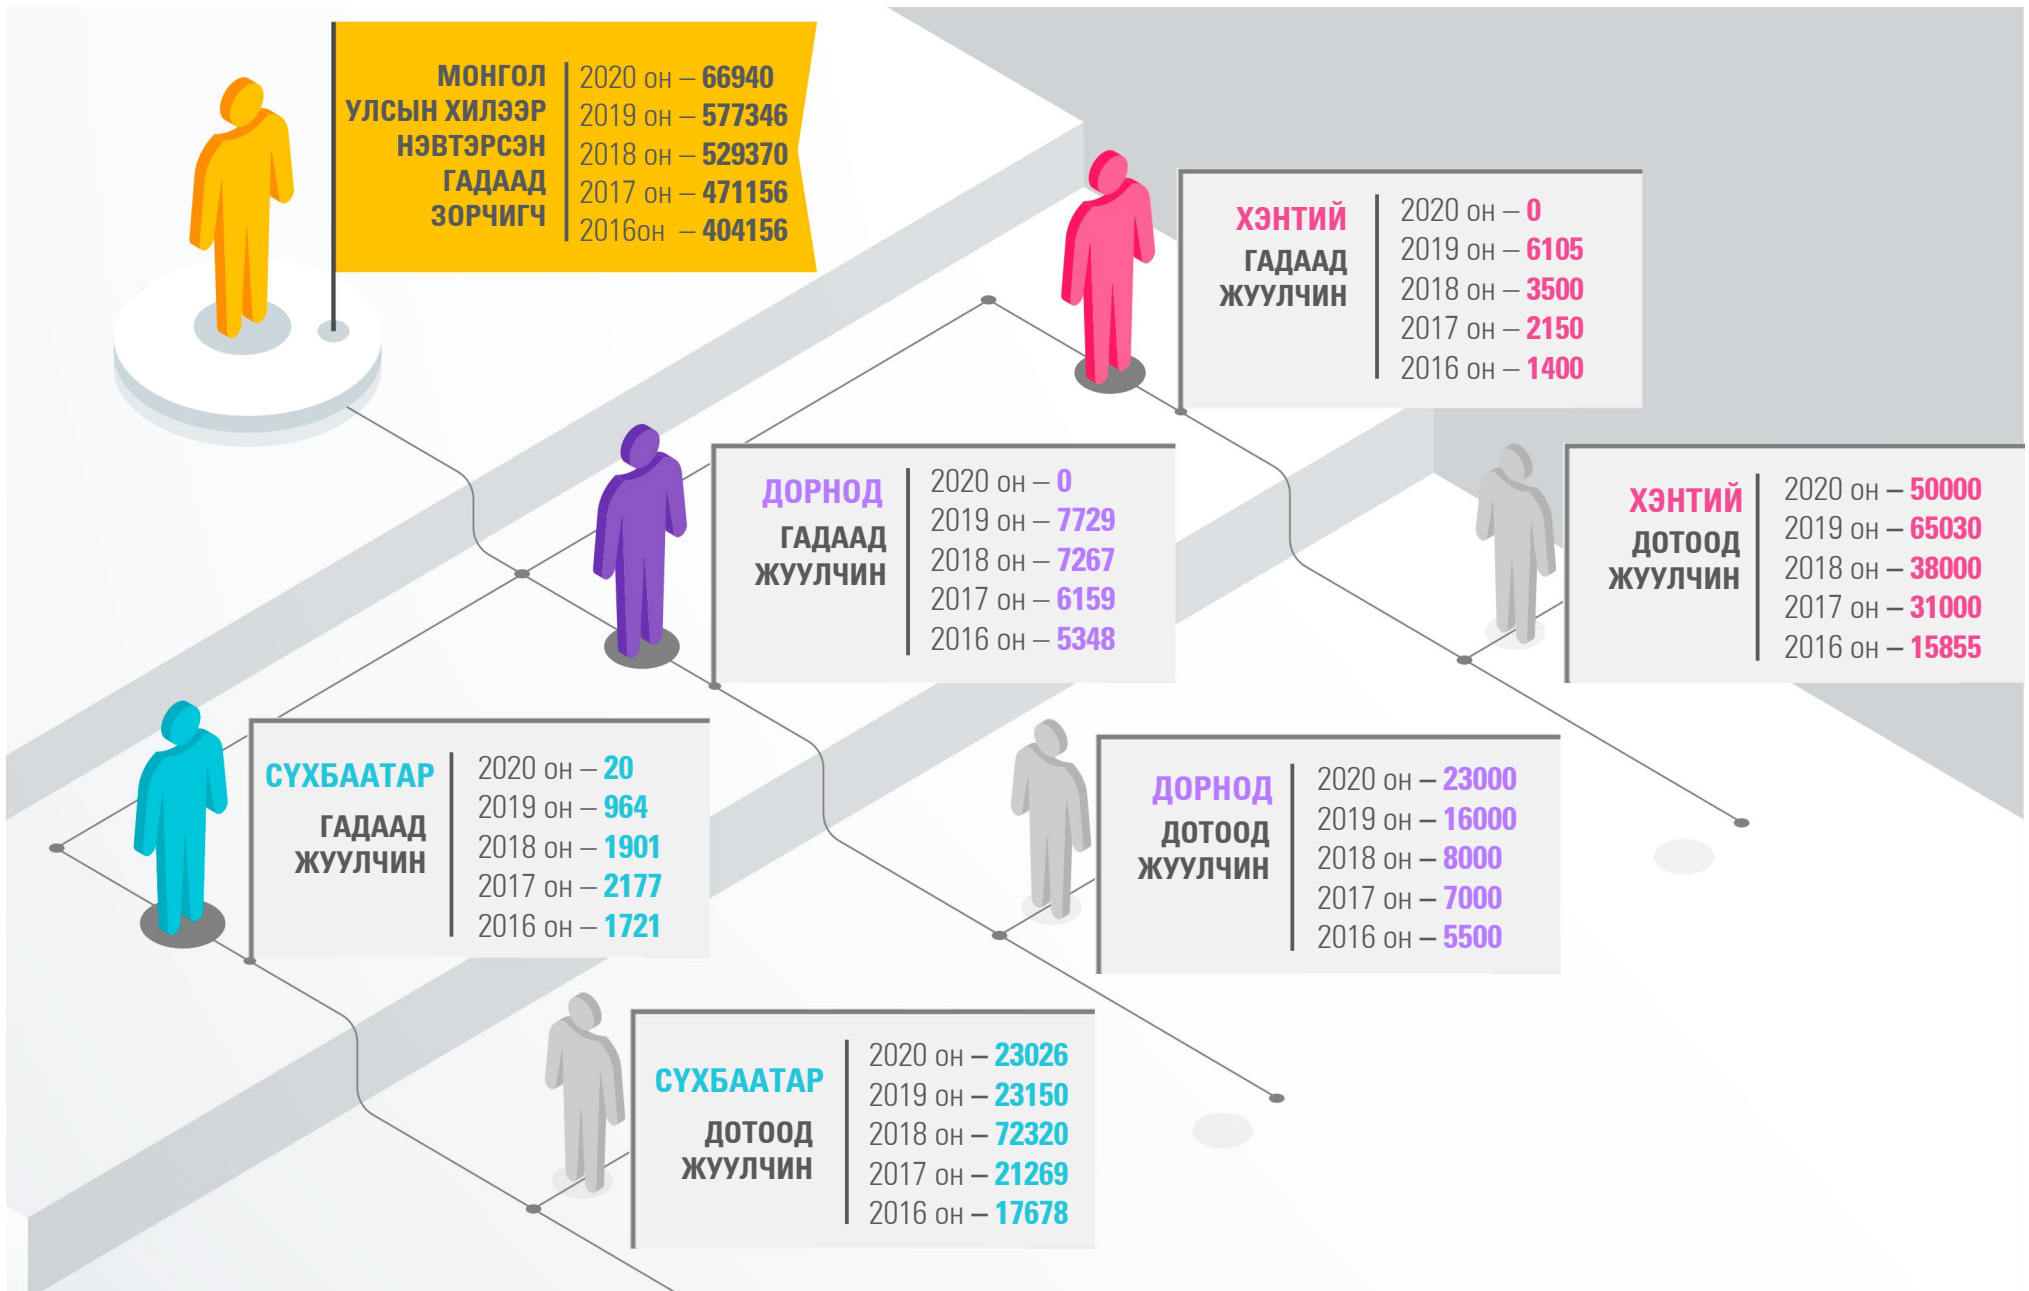 МОНГОЛ
УЛСЫН ХИЛЭЭР
НЭВТЭРСЭН
ГАДААД
ЗОРЧИГЧ
2020 он – 66940
2019 он – 577346
2018 он – 529370
2017 он – 471156
2016он – 404156
ХЭНТИЙ
ГАДААД
ЖУУЛЧИН
2020 он – 0
2019 он – 6105
2018 он – 3500
2017 он – 2150
2016 он – 1400
ДОРНОД
ГАДААД
ЖУУЛЧИН
2020 он – 0
2019 он – 7729
2018 он – 7267
2017 он – 6159
2016 он – 5348
ХЭНТИЙ
ДОТООД
ЖУУЛЧИН
2020 он – 50000
2019 он – 65030
2018 он – 38000
2017 он – 31000
2016 он – 15855
СҮХБААТАР
ГАДААД
ЖУУЛЧИН
2020 он – 20
2019 он – 964
2018 он – 1901
2017 он – 2177
2016 он – 1721
ДОРНОД
ДОТООД
ЖУУЛЧИН
2020 он – 23000
2019 он – 16000
2018 он – 8000
2017 он – 7000
2016 он – 5500
СҮХБААТАР
ДОТООД
ЖУУЛЧИН
2020 он – 23026
2019 он – 23150
2018 он – 72320
2017 он – 21269
2016 он – 17678